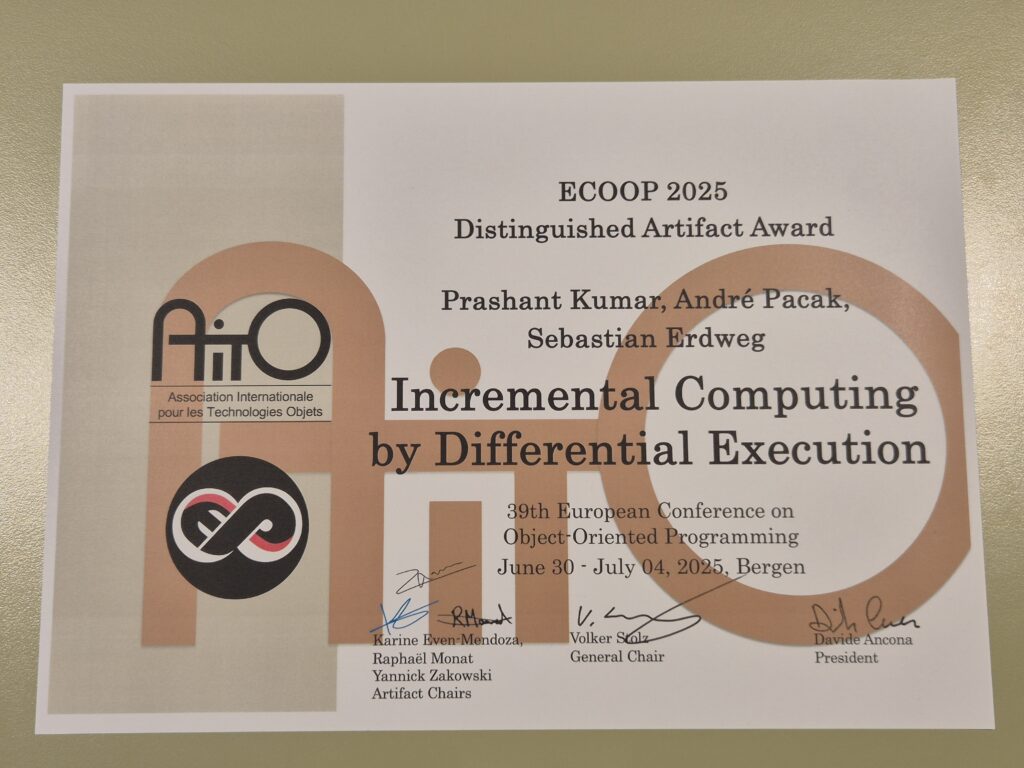 ECOOP 2025
Distinguished Artifact Award
Prashant Kumar, André Pacak,
Sebastian Erdweg
Incremental Computing
by Differential Execution
39th European Conference on
Object-Oriented Programming
June 30 - July 04, 2025, Bergen
AiTO
Association Internationale
pour les Technologies Objets
Karine Even-Mendoza,
Raphaël Monat
Yannick Zakowski
Artifact Chairs
Volker Stolz
General Chair
Davide Ancona
President